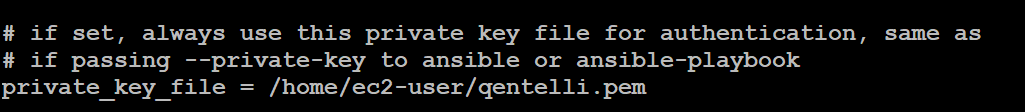 # if set, always use this private key file for authentication, same as
# if passing --private-key to ansible or ansible-playbook
private_key_file = /home/ec2-user/qentelli.pem